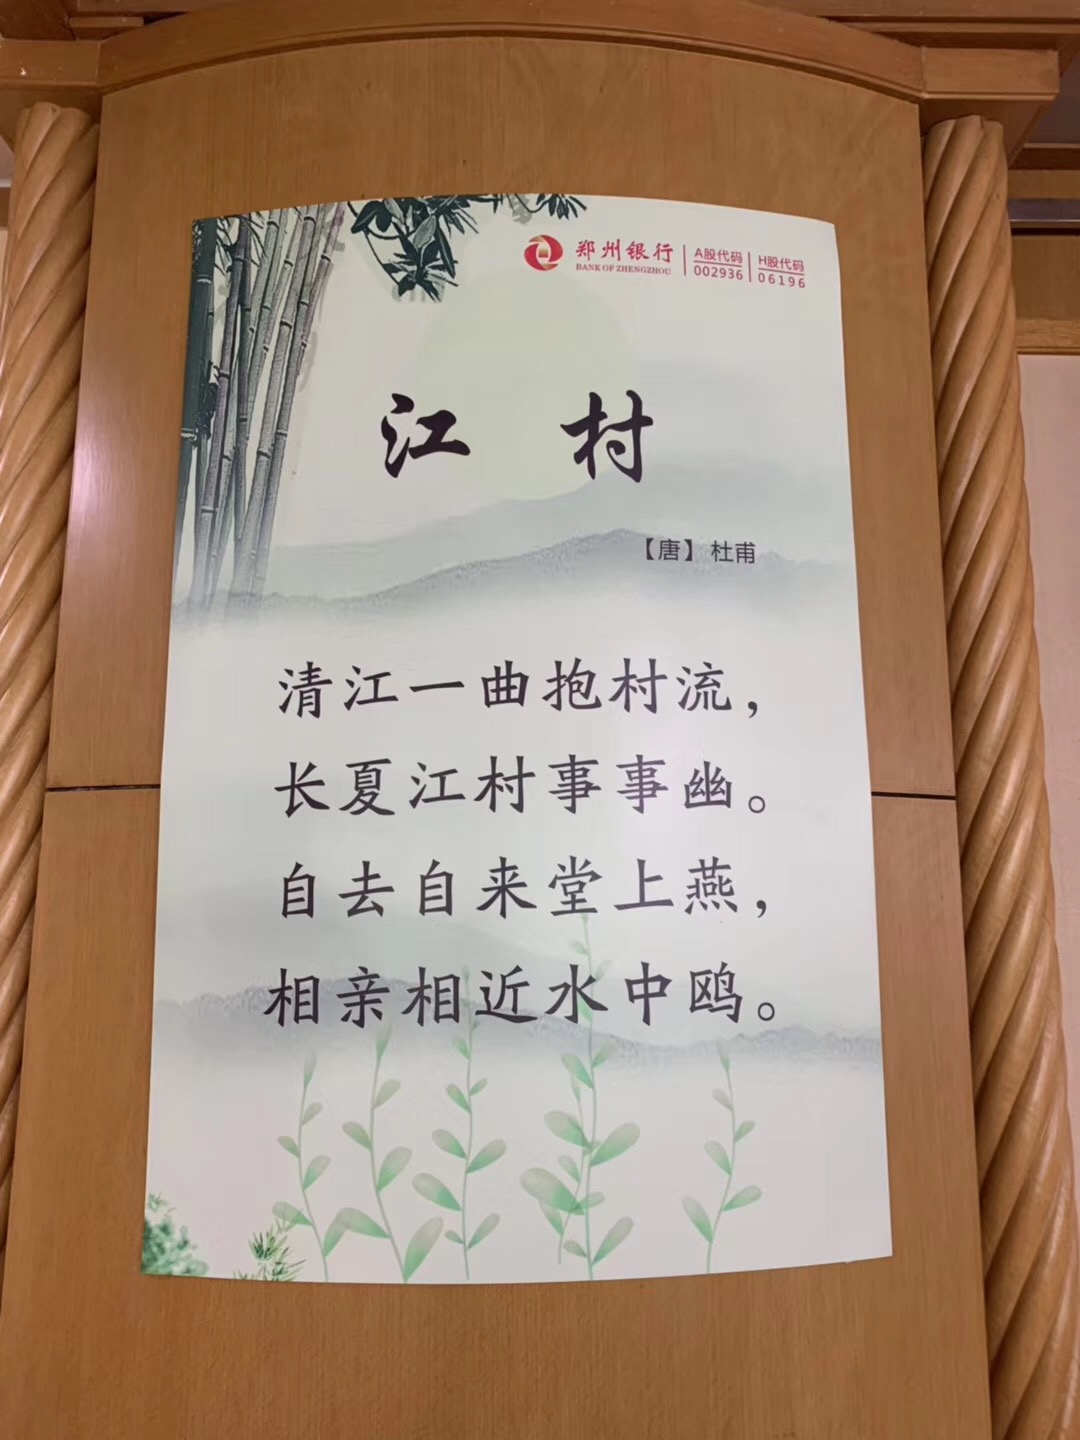 郑州银行
BANK OF ZHENGZHOU
A股代码
002936
H股代码
06196
江 村
【唐】 杜甫
清江一曲抱村流，
长夏江村事事幽。
自去自来堂上燕，
相亲相近水中鸥。